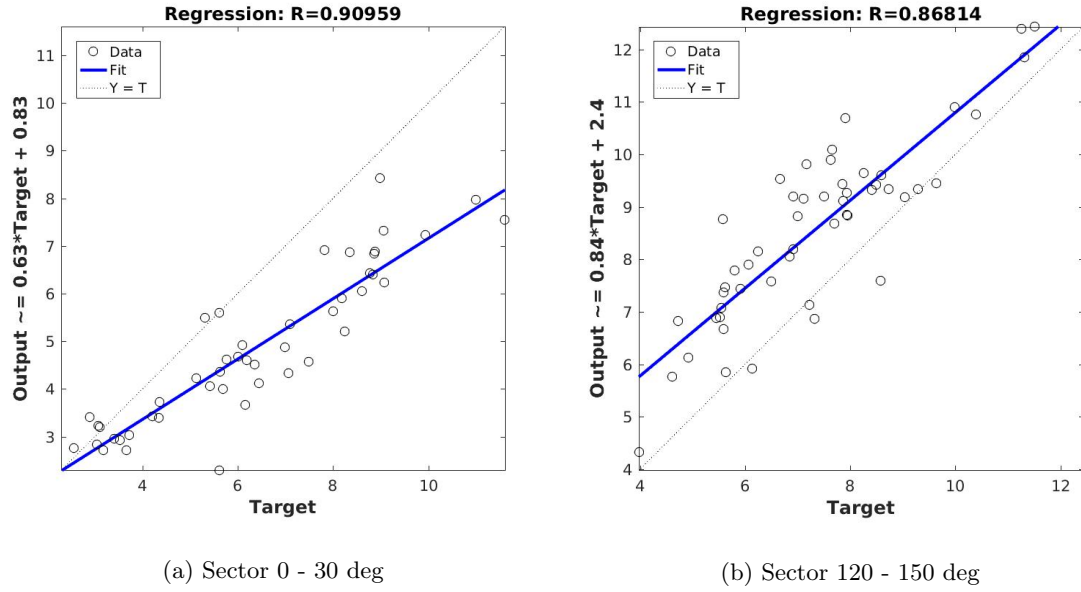 Regression: R=0.90959
Output ~= 0.63*Target + 0.83
11
10
9
8
7
6
5
4
3
Data
Fit
Y = T
4
6
8
10
Target
(a) Sector 0 - 30 deg
Regression: R=0.86814
Output ~= 0.84*Target + 2.4
12
11
10
9
8
7
6
5
4
Data
Fit
Y = T
4
6
8
10
12
Target
(b) Sector 120 - 150 deg